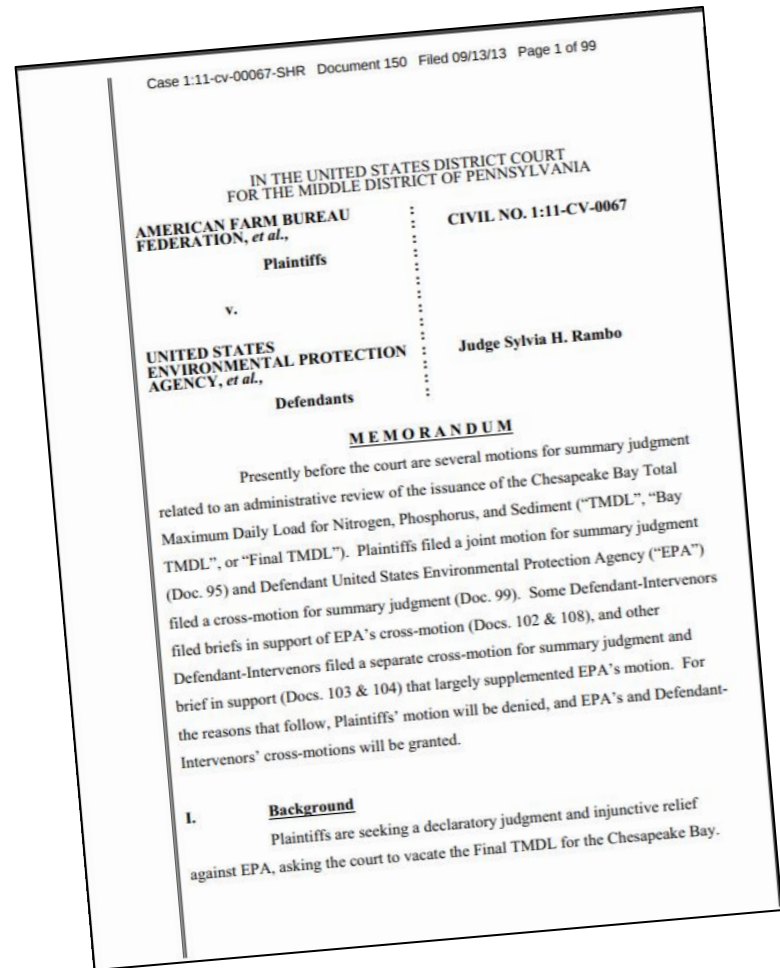 Case 1:11-cv-00067-SHR Document 150 Filed 09/13/13 Page 1 of 99
IN THE UNITED STATES DISTRICT COURT
FOR THE MIDDLE DISTRICT OF PENNSYLVANIA
AMERICAN FARM BUREAU
FEDERATION, et al.,
Plaintiffs
v.
UNITED STATES
ENVIRONMENTAL PROTECTION
AGENCY, et al.,
Defendants
:
:
:
:
:
:
:
:
:
:
:
:
:
:
CIVIL NO. 1:11-CV-0067
Judge Sylvia H. Rambo
M E M O R A N D U M
Presently before the court are several motions for summary judgment
related to an administrative review of the issuance of the Chesapeake Bay Total
Maximum Daily Load for Nitrogen, Phosphorus, and Sediment (“TMDL”, “Bay
TMDL”, or “Final TMDL”). Plaintiffs filed a joint motion for summary judgment
(Doc. 95) and Defendant United States Environmental Protection Agency (“EPA”)
filed a cross-motion for summary judgment (Doc. 99). Some Defendant-Intervenors
filed briefs in support of EPA’s cross-motion (Docs. 102 & 108), and other
Defendant-Intervenors filed a separate cross-motion for summary judgment and
brief in support (Docs. 103 & 104) that largely supplemented EPA’s motion. For
the reasons that follow, Plaintiffs’ motion will be denied, and EPA’s and Defendant-
Intervenors’ cross-motions will be granted.
I. Background
Plaintiffs are seeking a declaratory judgment and injunctive relief
against EPA, asking the court to vacate the Final TMDL for the Chesapeake Bay.